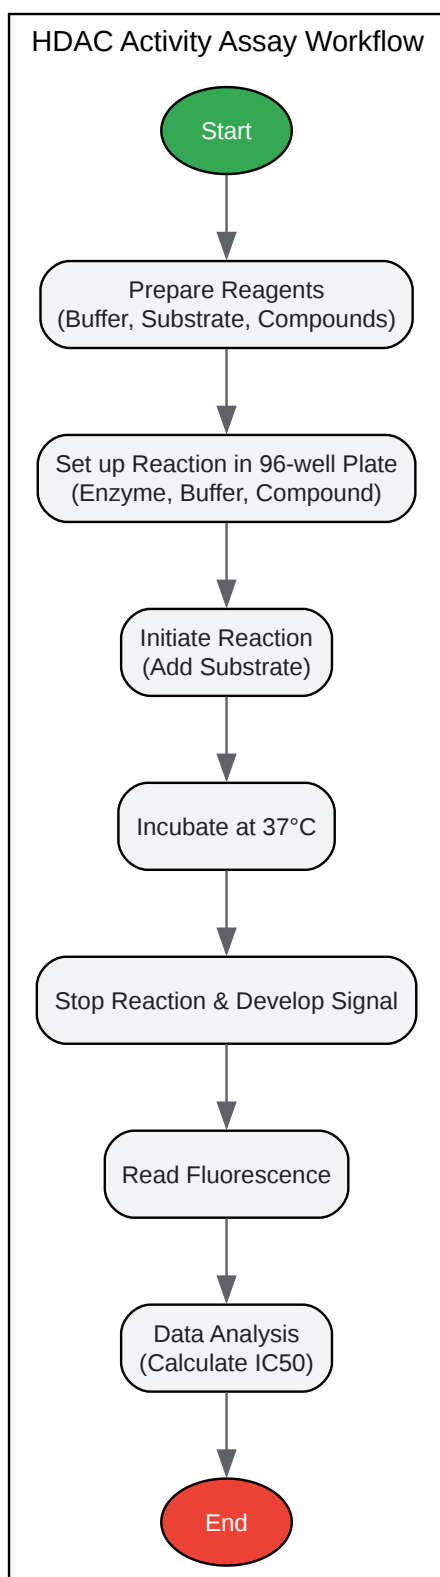 HDAC Activity Assay Workflow
Start
Prepare Reagents
(Buffer, Substrate, Compounds)
Set up Reaction in 96-well Plate
(Enzyme, Buffer, Compound)
Initiate Reaction
(Add Substrate)
Incubate at 37°C
Stop Reaction & Develop Signal
Read Fluorescence
Data Analysis
(Calculate IC50)
End